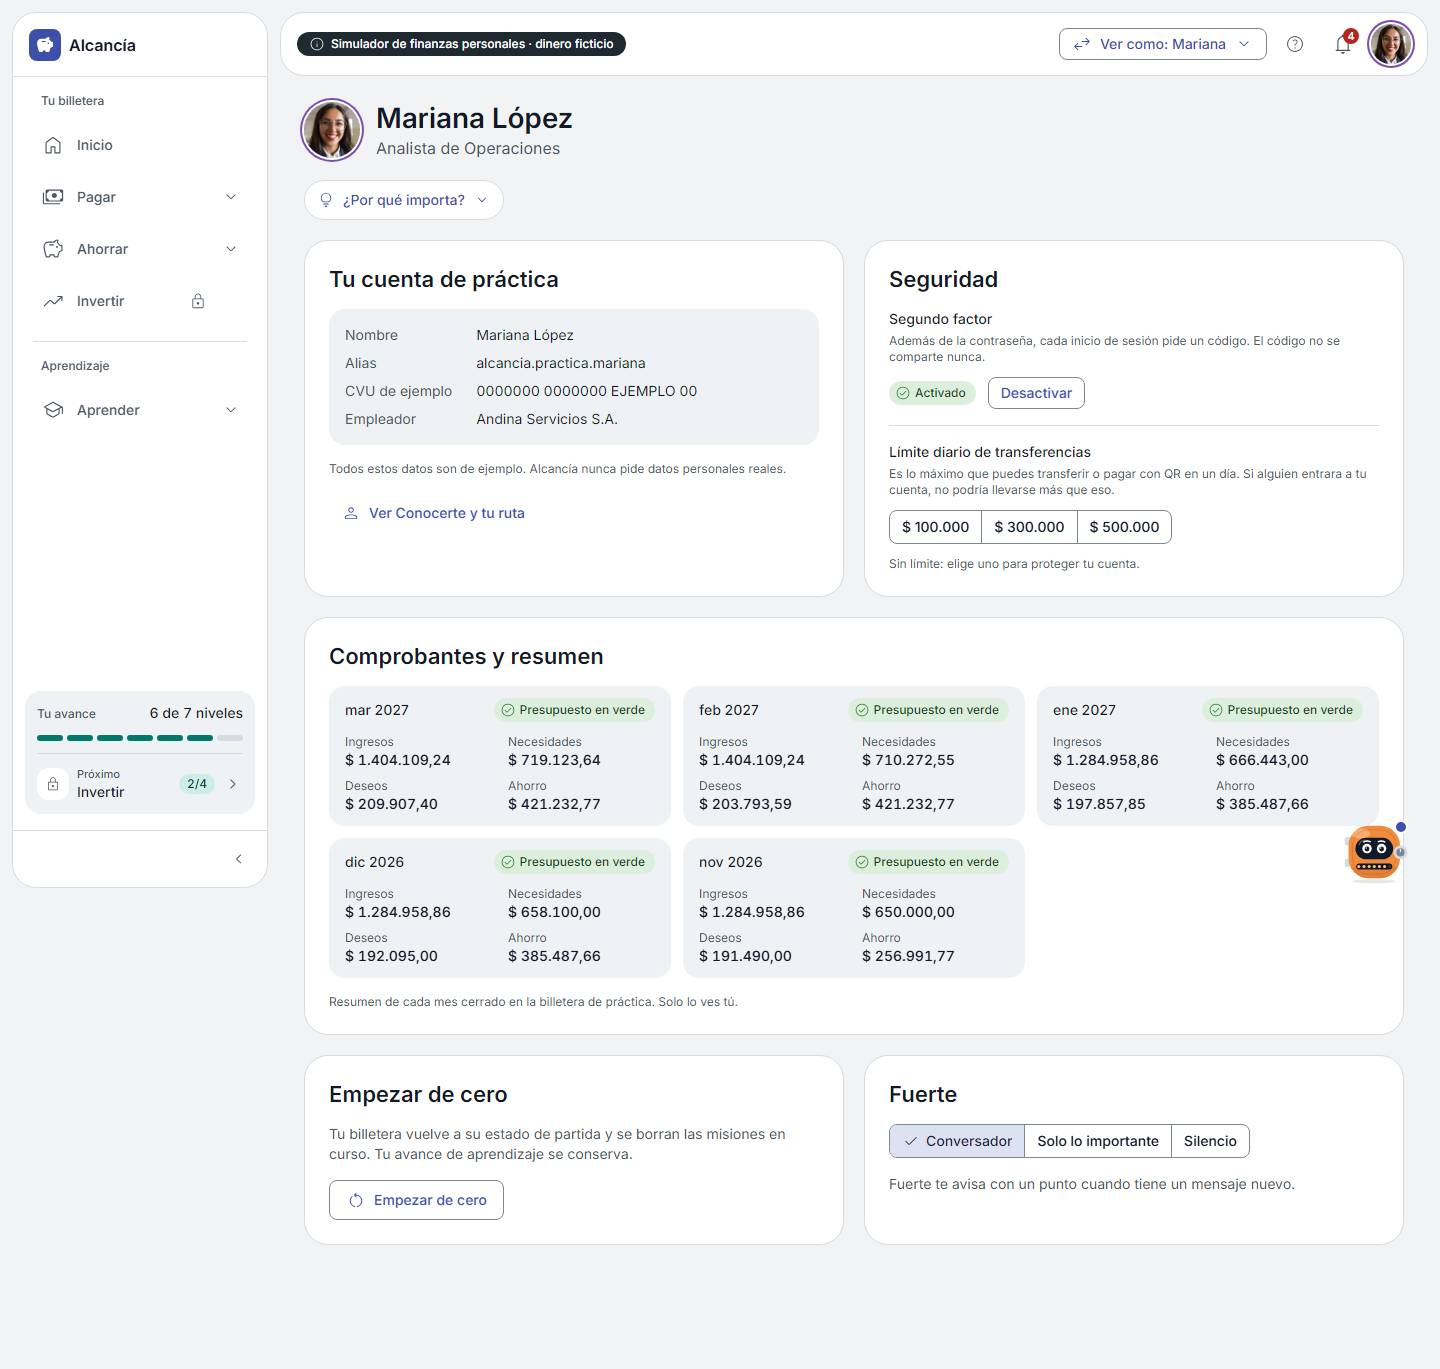 Alcancía
Simulador de finanzas personales · dinero ficticio
Ver como: Mariana
4
Tu billetera
Inicio
Pagar
Ahorrar
Invertir
Aprendizaje
Aprender
Tu avance
6 de 7 niveles
Próximo
Invertir
2/4
Mariana López
Analista de Operaciones
¿Por qué importa?
Tu cuenta de práctica
Nombre Mariana López
Alias alcancia.practica.mariana
CVU de ejemplo 0000000 0000000 EJEMPLO 00
Empleador Andina Servicios S.A.
Todos estos datos son de ejemplo. Alcancía nunca pide datos personales reales.
Ver Conocerte y tu ruta
Seguridad
Segundo factor
Además de la contraseña, cada inicio de sesión pide un código. El código no se
comparte nunca.
Activado
Desactivar
Límite diario de transferencias
Es lo máximo que puedes transferir o pagar con QR en un día. Si alguien entrara a tu
cuenta, no podría llevarse más que eso.
$ 100.000 $ 300.000 $ 500.000
Sin límite: elige uno para proteger tu cuenta.
Comprobantes y resumen
mar 2027 Presupuesto en verde
Ingresos Necesidades
$ 1.404.109,24 $ 719.123,64
Deseos Ahorro
$ 209.907,40 $ 421.232,77
feb 2027 Presupuesto en verde
Ingresos Necesidades
$ 1.404.109,24 $ 710.272,55
Deseos Ahorro
$ 203.793,59 $ 421.232,77
ene 2027 Presupuesto en verde
Ingresos Necesidades
$ 1.284.958,86 $ 666.443,00
Deseos Ahorro
$ 197.857,85 $ 385.487,66
dic 2026 Presupuesto en verde
Ingresos Necesidades
$ 1.284.958,86 $ 658.100,00
Deseos Ahorro
$ 192.095,00 $ 385.487,66
nov 2026 Presupuesto en verde
Ingresos Necesidades
$ 1.284.958,86 $ 650.000,00
Deseos Ahorro
$ 191.490,00 $ 256.991,77
Resumen de cada mes cerrado en la billetera de práctica. Solo lo ves tú.
Empezar de cero
Tu billetera vuelve a su estado de partida y se borran las misiones en
curso. Tu avance de aprendizaje se conserva.
Empezar de cero
Fuerte
Conversador Solo lo importante Silencio
Fuerte te avisa con un punto cuando tiene un mensaje nuevo.